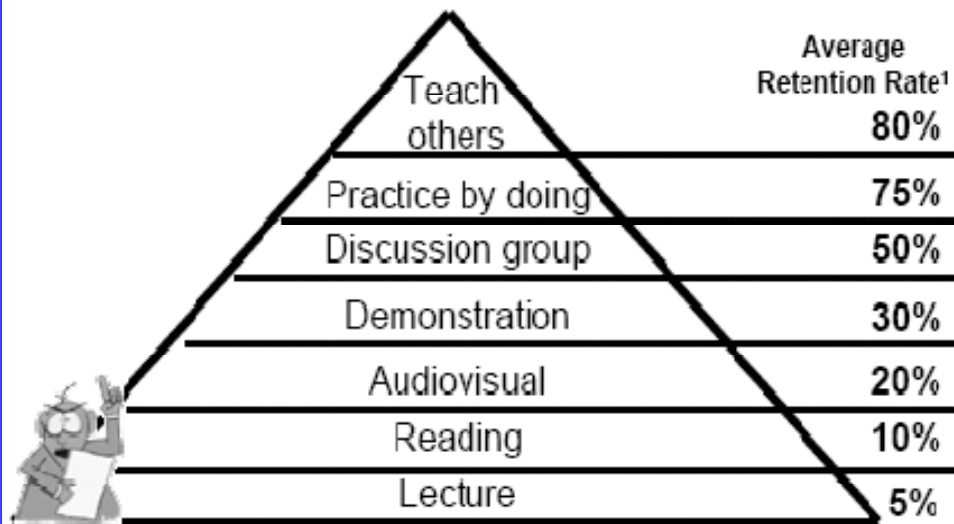 Average
Retention Rate¹
Teach
others
80%
Practice by doing
75%
Discussion group
50%
Demonstration
30%
Audiovisual
20%
Reading
10%
Lecture
5%